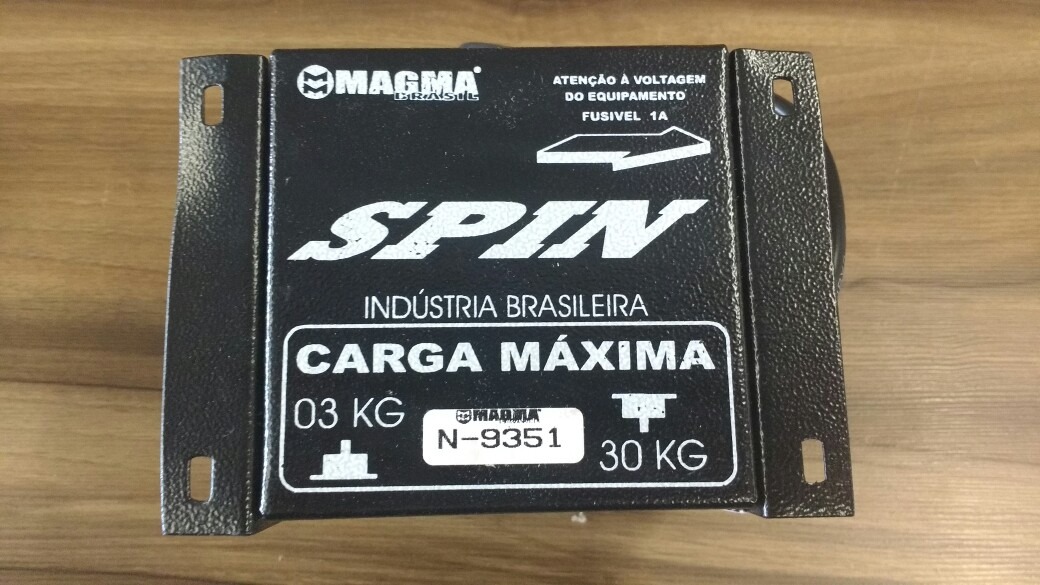 MAGMA
BRASIL
ATENÇÃO À VOLTAGEM
DO EQUIPAMENTO
FUSIVEL 1A
SPIN
INDÚSTRIA BRASILEIRA
CARGA MÁXIMA
03 KG
MAGMA
N-9351
30 KG